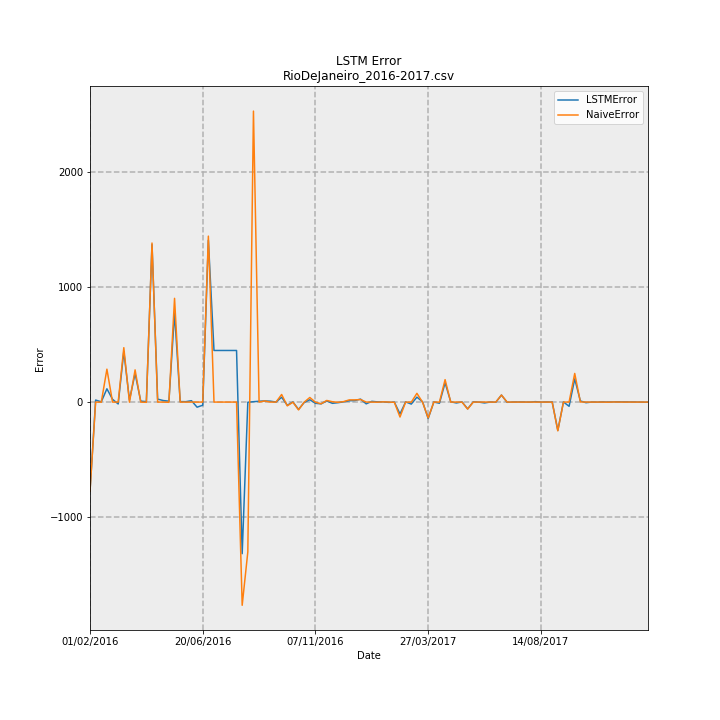 LSTM Error
RioDeJaneiro_2016-2017.csv
LSTMError
NaiveError
2000
1000
0
−1000
Error
01/02/2016 20/06/2016 07/11/2016 27/03/2017 14/08/2017
Date